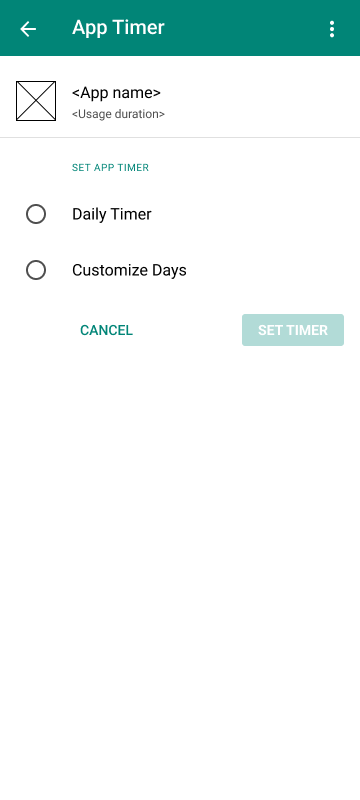 App Timer
<App name>
<Usage duration>
SET APP TIMER
Daily Timer
Customize Days
CANCEL
SET TIMER